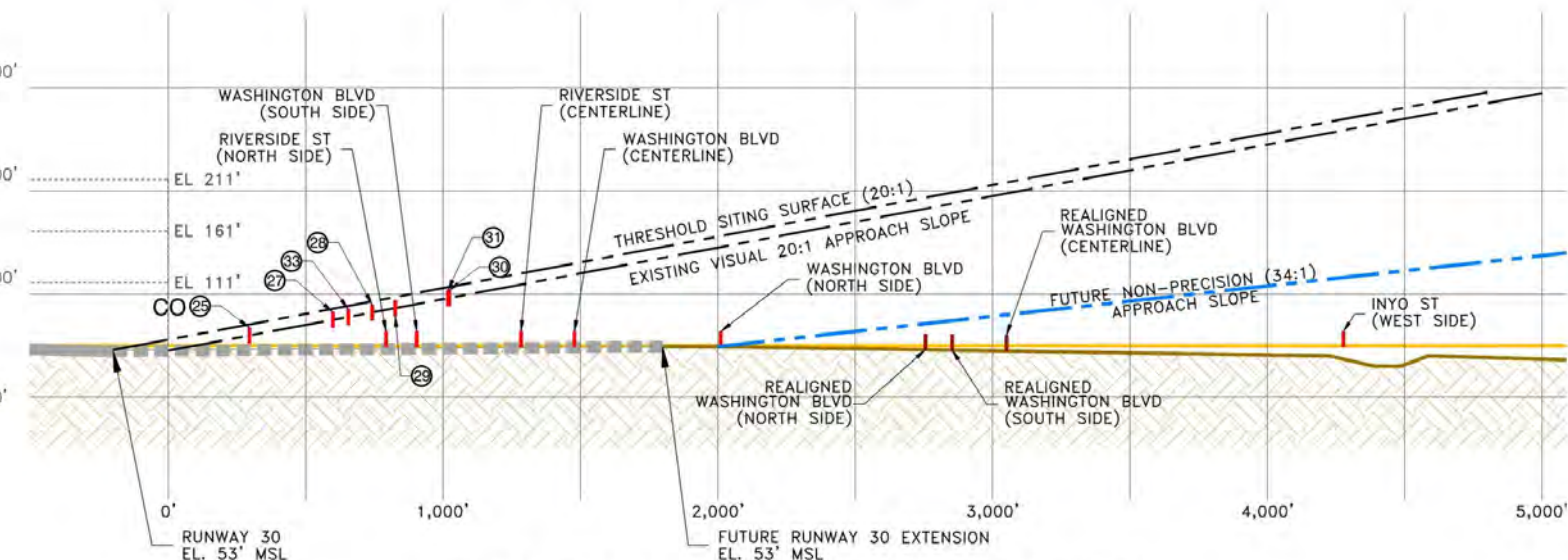 00'
WASHINGTON BLVD
(SOUTH SIDE)
RIVERSIDE ST
(CENTERLINE)
RIVERSIDE ST
(NORTH SIDE)
WASHINGTON BLVD
(CENTERLINE)
00'
EL 211'
THRESHOLD SITING SURFACE (20:1)
EXISTING VISUAL 20:1 APPROACH SLOPE
REALIGNED
WASHINGTON BLVD
(CENTERLINE)
EL 161'
28
31
33
30
27
EL 111'
00'
WASHINGTON BLVD
(NORTH SIDE)
FUTURE NON-PRECISION (34:1)
APPROACH SLOPE
CO 25
INYO ST
(WEST SIDE)
29
REALIGNED
WASHINGTON BLVD
(NORTH SIDE)
REALIGNED
WASHINGTON BLVD
(SOUTH SIDE)
0'
0'
1,000'
2,000'
3,000'
4,000'
5,000'
RUNWAY 30
EL. 53' MSL
FUTURE RUNWAY 30 EXTENSION
EL. 53' MSL